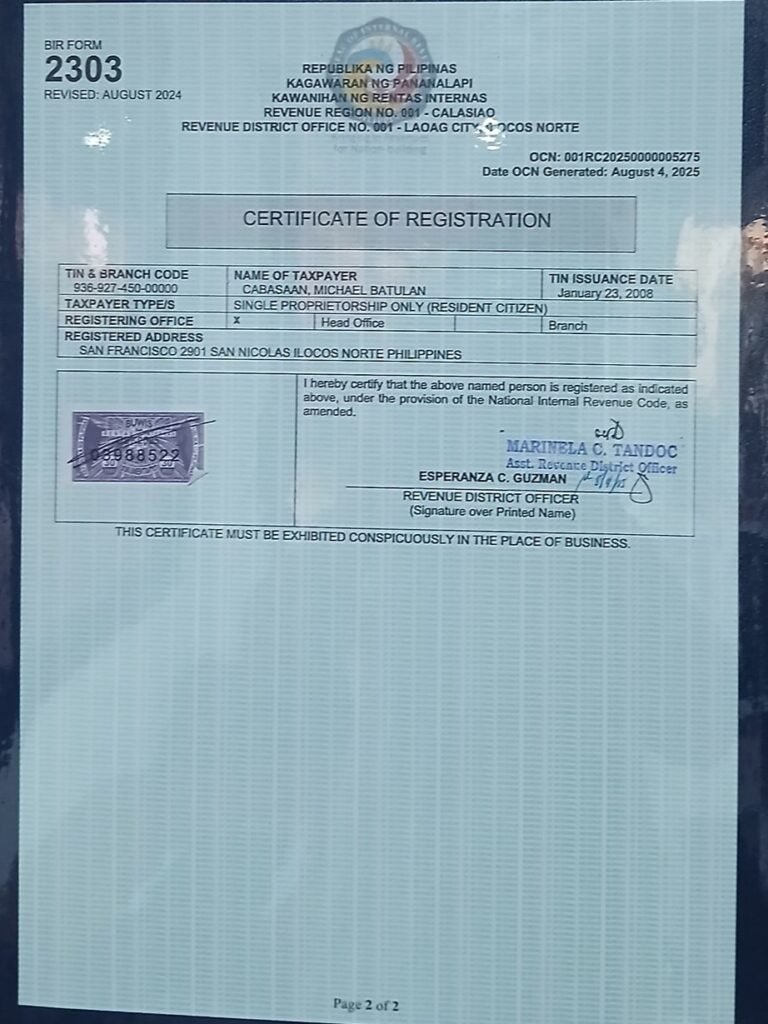 BIR FORM
2303
REVISED: AUGUST 2024
REPUBLIKA NG PILIPINAS
KAGAWARAN NG PANANALAPI
KAWANIHAN NG RENTAS INTERNAS
REVENUE REGION NO. 001 - CALASIAO
REVENUE DISTRICT OFFICE NO. 001 - LAOAG CITY, ILOCOS NORTE
OCN: 001RC20250000005275
Date OCN Generated: August 4, 2025
CERTIFICATE OF REGISTRATION
TIN & BRANCH CODE NAME OF TAXPAYER TIN ISSUANCE DATE
936-927-450-00000 CABASAAN, MICHAEL BATULAN January 23, 2008
TAXPAYER TYPE/S SINGLE PROPRIETORSHIP ONLY (RESIDENT CITIZEN)
REGISTERING OFFICE X Head Office Branch
REGISTERED ADDRESS
SAN FRANCISCO 2901 SAN NICOLAS ILOCOS NORTE PHILIPPINES
I hereby certify that the above named person is registered as indicated
above, under the provision of the National Internal Revenue Code, as
amended.
BUWIS
03988522
30 30
MARINELA C. TANDOC
Asst. Revenue District Officer
ESPERANZA C. GUZMAN
REVENUE DISTRICT OFFICER
(Signature over Printed Name)
THIS CERTIFICATE MUST BE EXHIBITED CONSPICUOUSLY IN THE PLACE OF BUSINESS.
Page 2 of 2